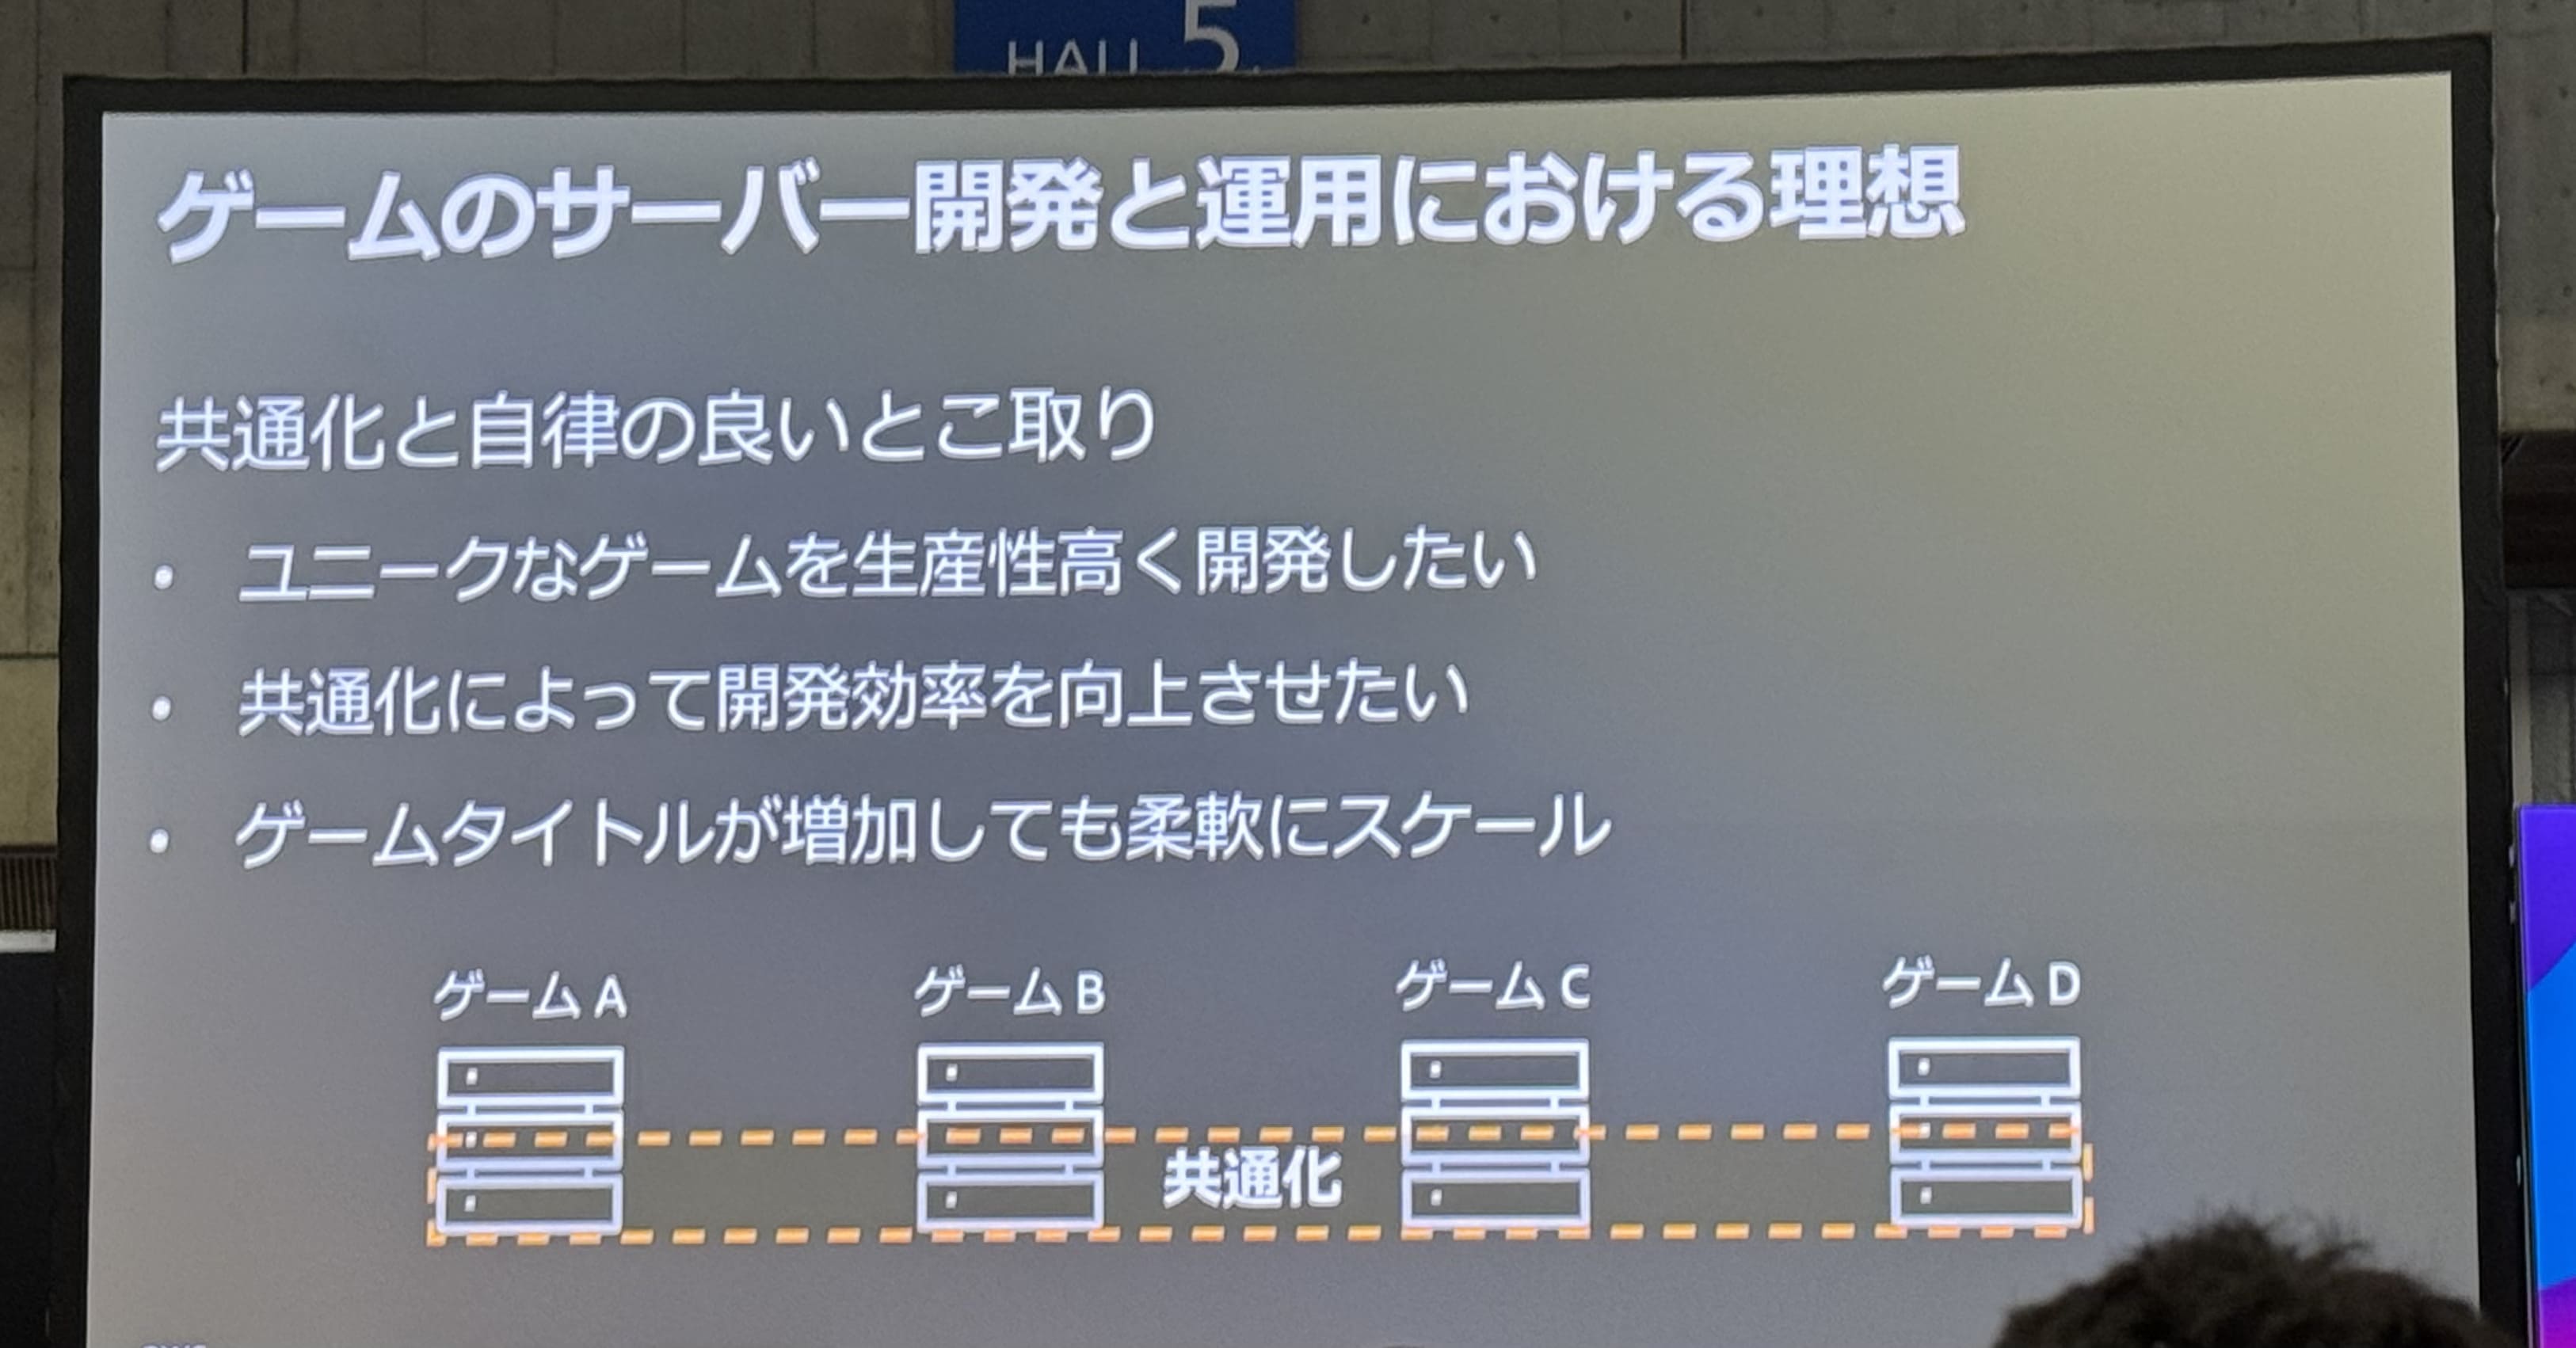 HALL 5
ゲームのサーバー開発と運用における理想
共通化と自律の良いとこ取り
• ユニークなゲームを生産性高く開発したい
• 共通化によって開発効率を向上させたい
• ゲームタイトルが増加しても柔軟にスケール
ゲーム A
ゲーム B
ゲーム C
ゲーム D
共通化